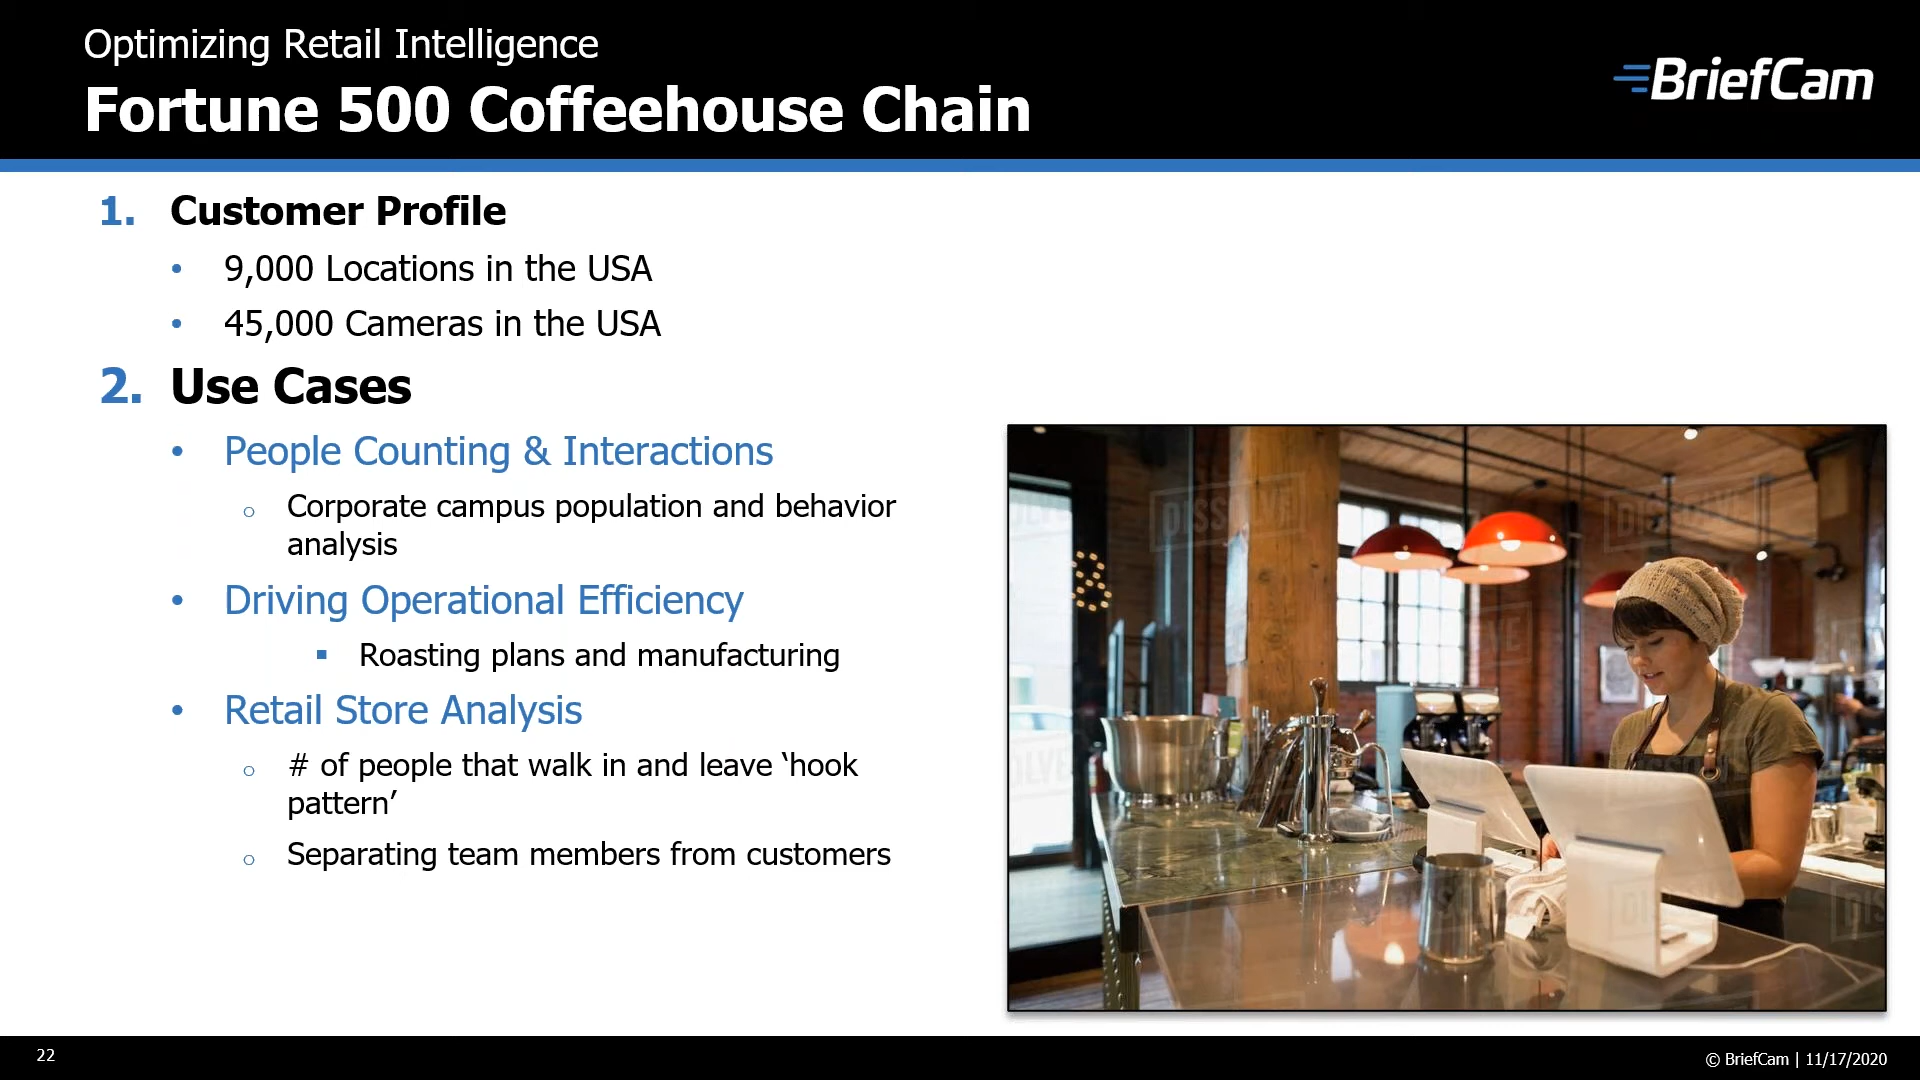 Optimizing Retail Intelligence
Fortune 500 Coffeehouse Chain
BriefCam
1. Customer Profile
• 9,000 Locations in the USA
• 45,000 Cameras in the USA
2. Use Cases
• People Counting & Interactions
o Corporate campus population and behavior
analysis
• Driving Operational Efficiency
▪ Roasting plans and manufacturing
• Retail Store Analysis
o # of people that walk in and leave ‘hook
pattern’
o Separating team members from customers
DISSOLVE
22
© BriefCam | 11/17/2020